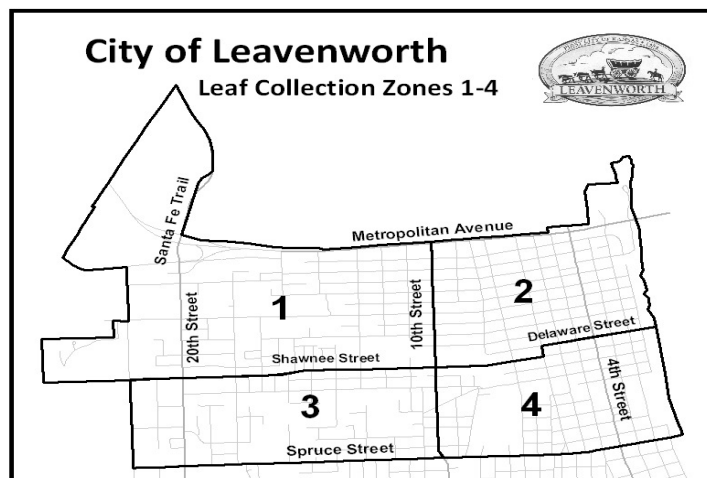 City of Leavenworth
Leaf Collection Zones 1-4
LEAVENWORTH
Santa Fe Trail
Metropolitan Avenue
1
2
20th Street
10th Street
Delaware Street
Shawnee Street
3
4
4th Street
Spruce Street